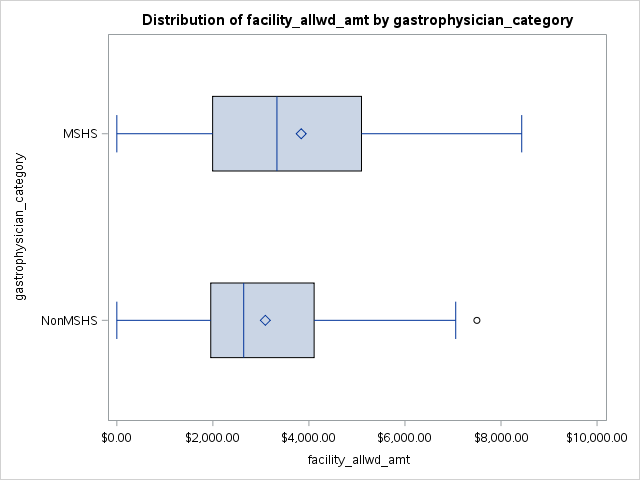 Distribution of facility_allwd_amt by gastrophysician_category
gastrophysician_category
MSHS
NonMSHS
$0.00 $2,000.00 $4,000.00 $6,000.00 $8,000.00 $10,000.00
facility_allwd_amt